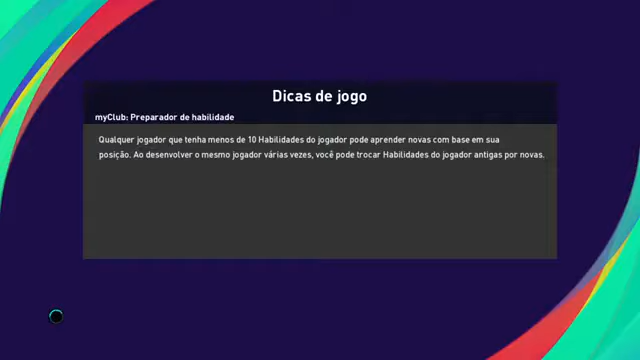 Dicas de jogo
myClub: Preparador de habilidade
Qualquer jogador que tenha menos de 10 Habilidades do jogador pode aprender novas com base em sua
posição. Ao desenvolver o mesmo jogador várias vezes, você pode trocar Habilidades do jogador antigas por novas.